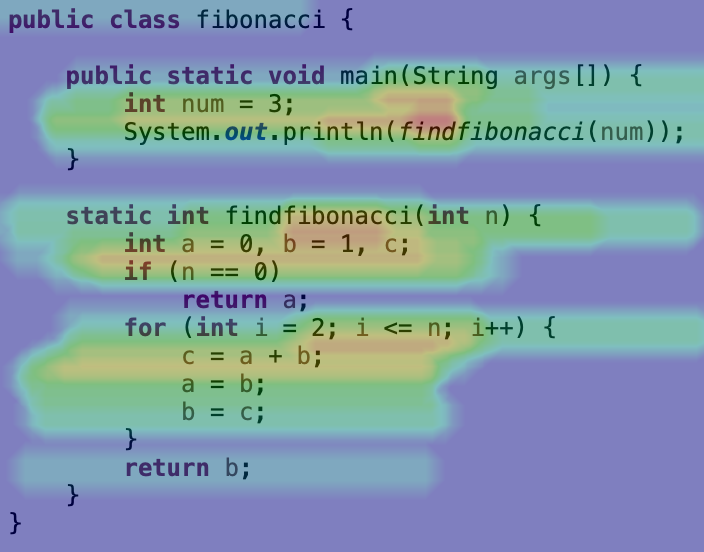 public class fibonacci {
public static void main(String args[]) {
int num = 3;
System.out.println(findfibonacci(num));
}
static int findfibonacci(int n) {
int a = 0, b = 1, c;
if (n == 0)
return a;
for (int i = 2; i <= n; i++) {
c = a + b;
a = b;
b = c;
}
return b;
}
}